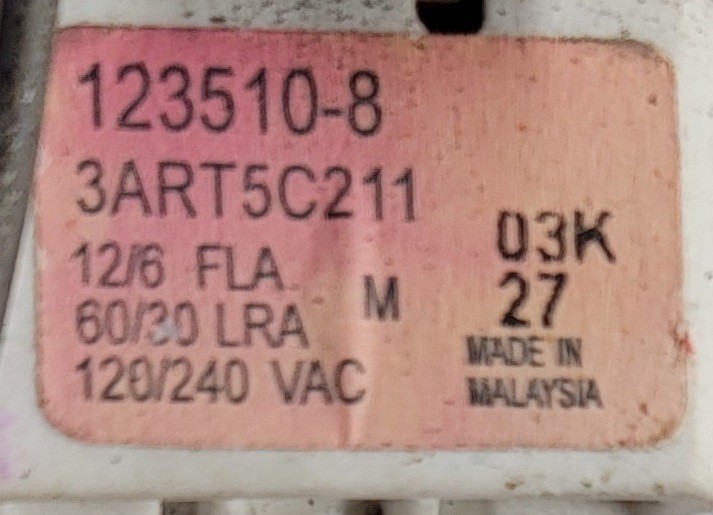 123510-8
3ART5C211
12/6 FLA
60/30 LRA
120/240 VAC
M
03K
27
MADE IN
MALAYSIA